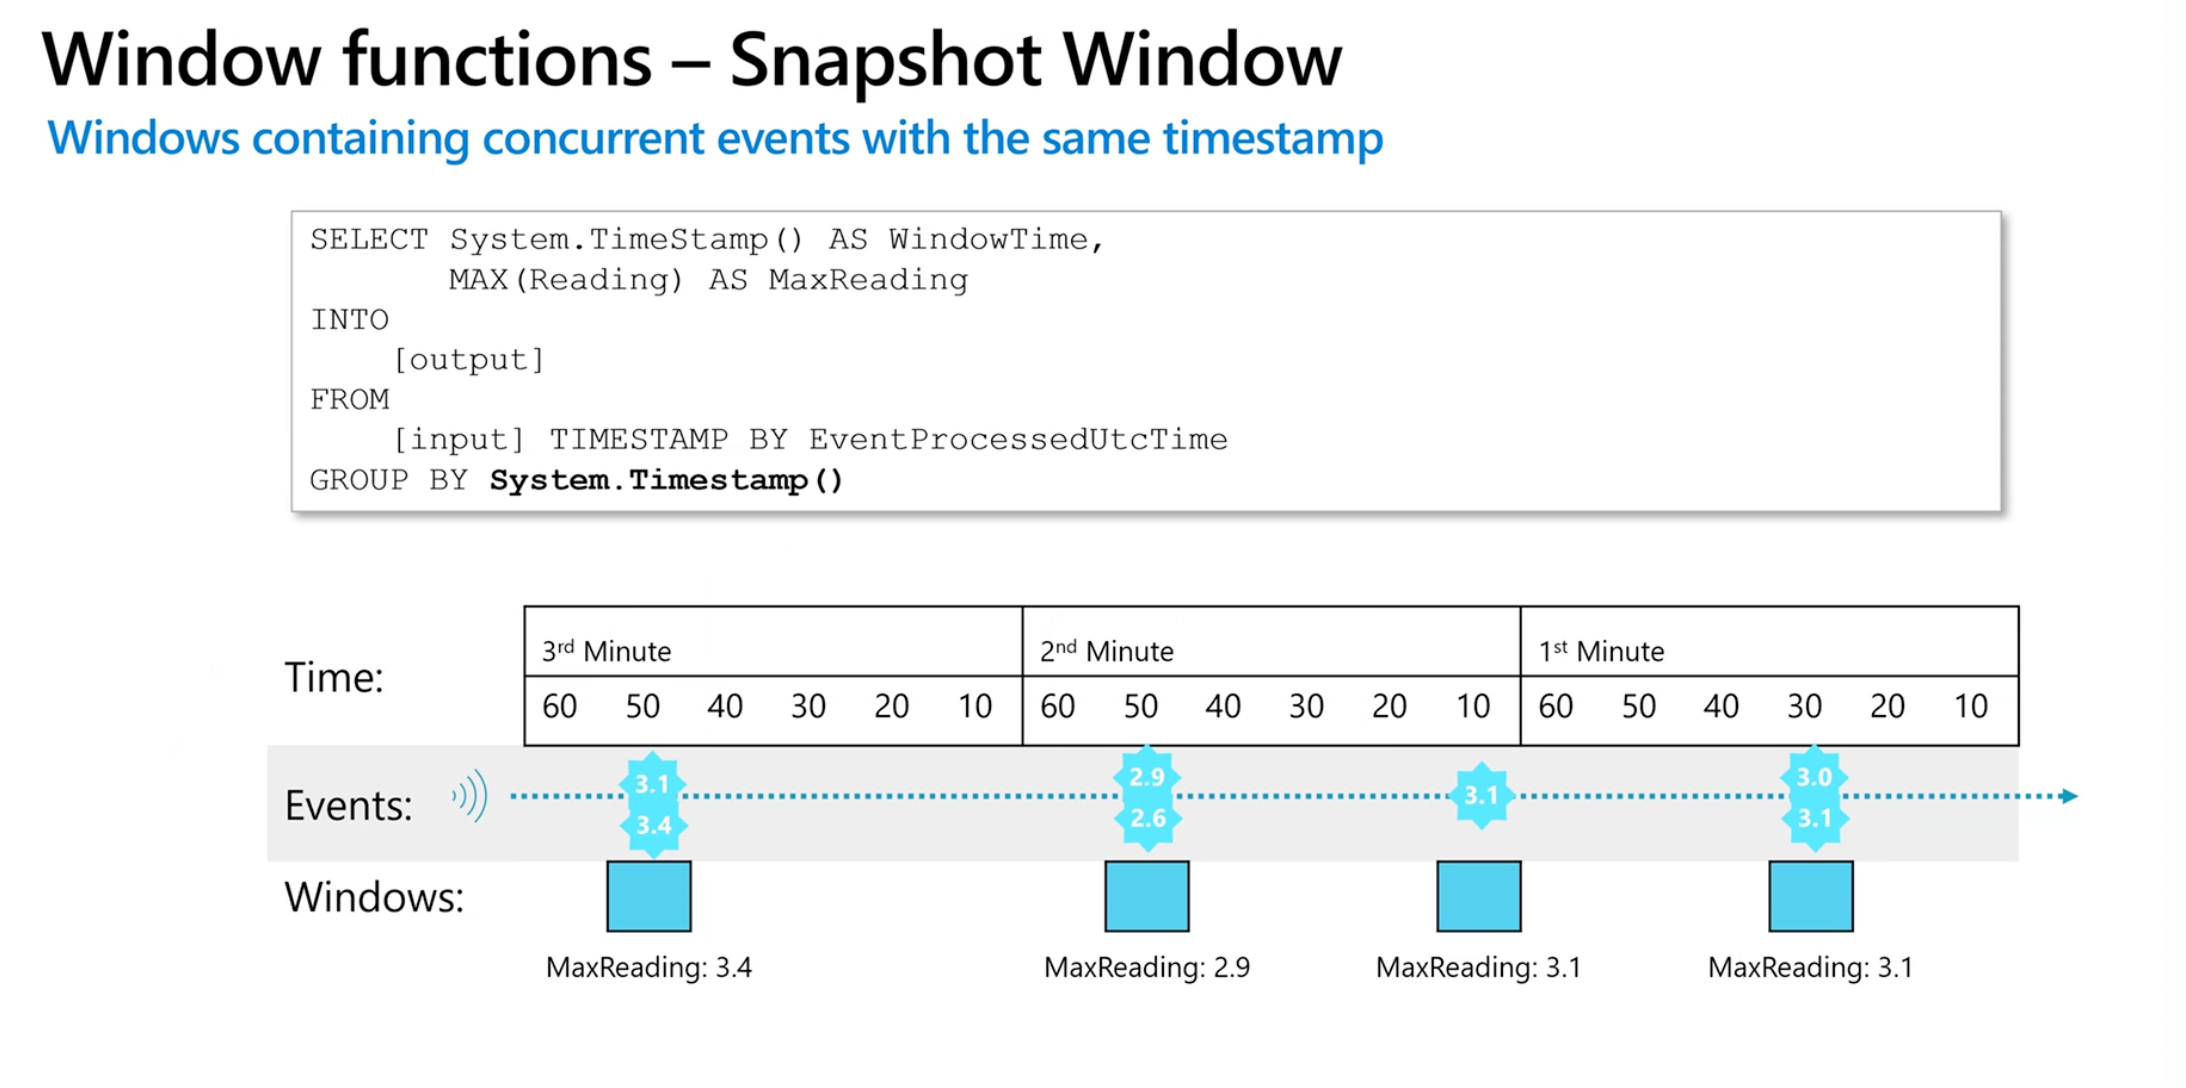 Window functions – Snapshot Window
Windows containing concurrent events with the same timestamp
SELECT System.TimeStamp() AS WindowTime,
MAX(Reading) AS MaxReading
INTO
[output]
FROM
[input] TIMESTAMP BY EventProcessedUtcTime
GROUP BY System.Timestamp()
Time:
3rd Minute 2nd Minute 1st Minute
60 50 40 30 20 10 60 50 40 30 20 10 60 50 40 30 20 10
Events:
3.1 2.9 3.1 3.0
3.4 2.6 3.1
Windows:
MaxReading: 3.4 MaxReading: 2.9 MaxReading: 3.1 MaxReading: 3.1